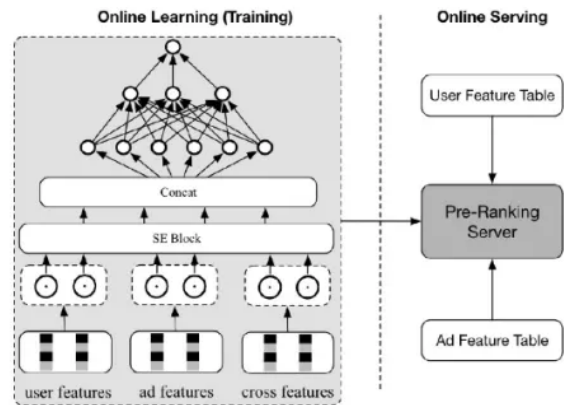 Online Learning (Training)
Online Serving
User Feature Table
Concat
Pre-Ranking
Server
SE Block
Ad Feature Table
user features
ad features
cross features